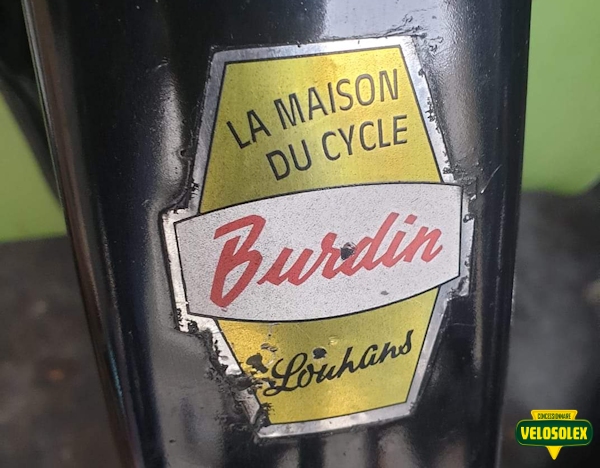 LA MAISON
DU CYCLE
Burdin
Louhans
CONCESSIONNAIRE
VELOSOLEX